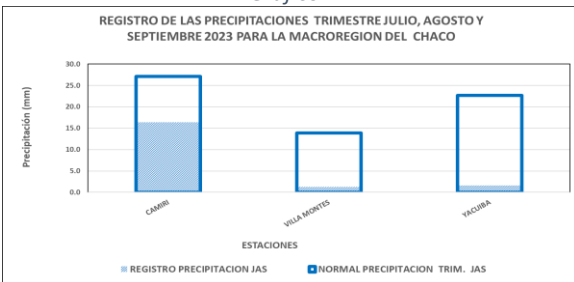 REGISTRO DE LAS PRECIPITACIONES TRIMESTRE JULIO, AGOSTO Y
SEPTIEMBRE 2023 PARA LA MACROREGION DEL CHACO
Precipitación (mm)
30.0
25.0
20.0
15.0
10.0
5.0
0.0
CAMIRI
VILLA MONTES
YACUIBA
ESTACIONES
REGISTRO PRECIPITACION JAS
NORMAL PRECIPITACION TRIM. JAS